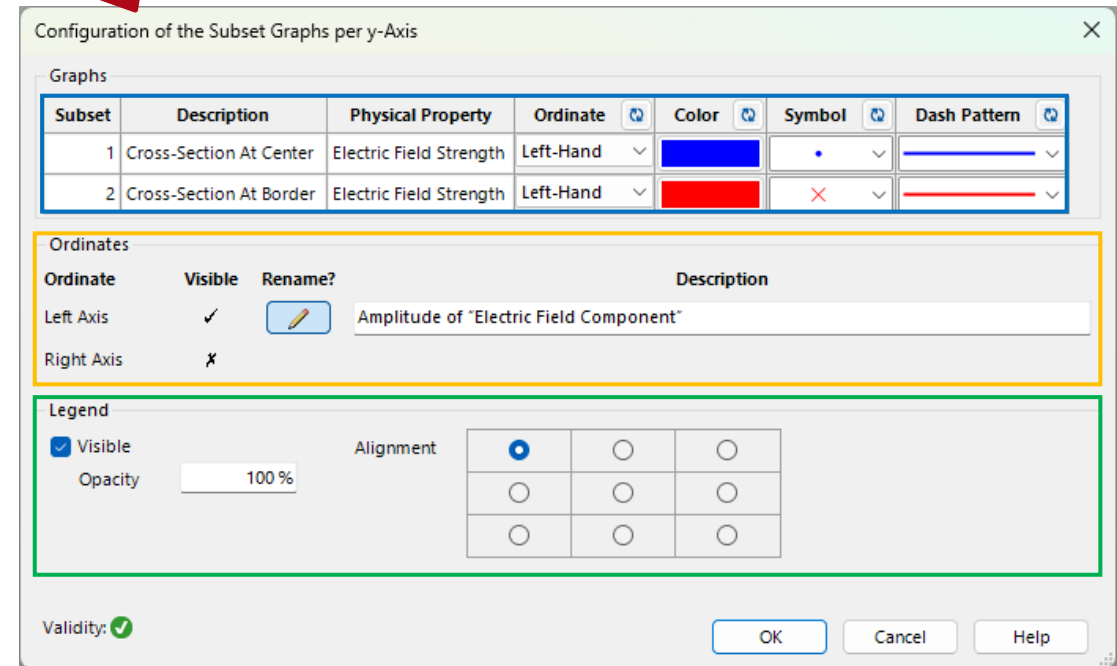 Configuration of the Subset Graphs per y-Axis
Graphs
Subset Description Physical Property Ordinate Color Symbol Dash Pattern
1 Cross-Section At Center Electric Field Strength Left-Hand
2 Cross-Section At Border Electric Field Strength Left-Hand
Ordinates
Ordinate Visible Rename? Description
Left Axis ✓ Amplitude of "Electric Field Component"
Right Axis ✗
Legend
Visible Alignment
Opacity 100 %
Validity:
OK Cancel Help